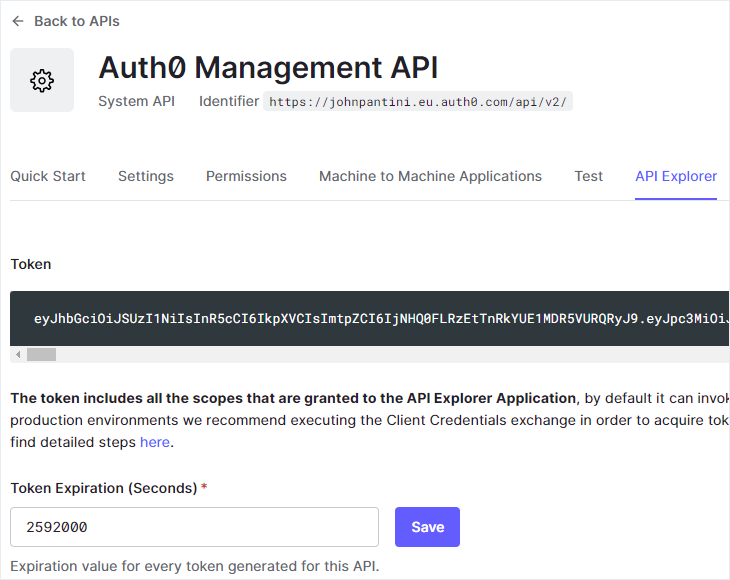 ← Back to APIs
Auth0 Management API
System API Identifier https://johnpantini.eu.auth0.com/api/v2/
Quick Start Settings Permissions Machine to Machine Applications Test API Explorer
Token
eyJhbGciOiJSUzI1NiIsInR5cCI6IkpXVCIsImtpZCI6IjNHQ0FLRzEtTnRkYUE1MDR5VURQRyJ9.eyJpc3MiOiJ
The token includes all the scopes that are granted to the API Explorer Application, by default it can invok
production environments we recommend executing the Client Credentials exchange in order to acquire tok
find detailed steps here.
Token Expiration (Seconds) *
2592000 Save
Expiration value for every token generated for this API.